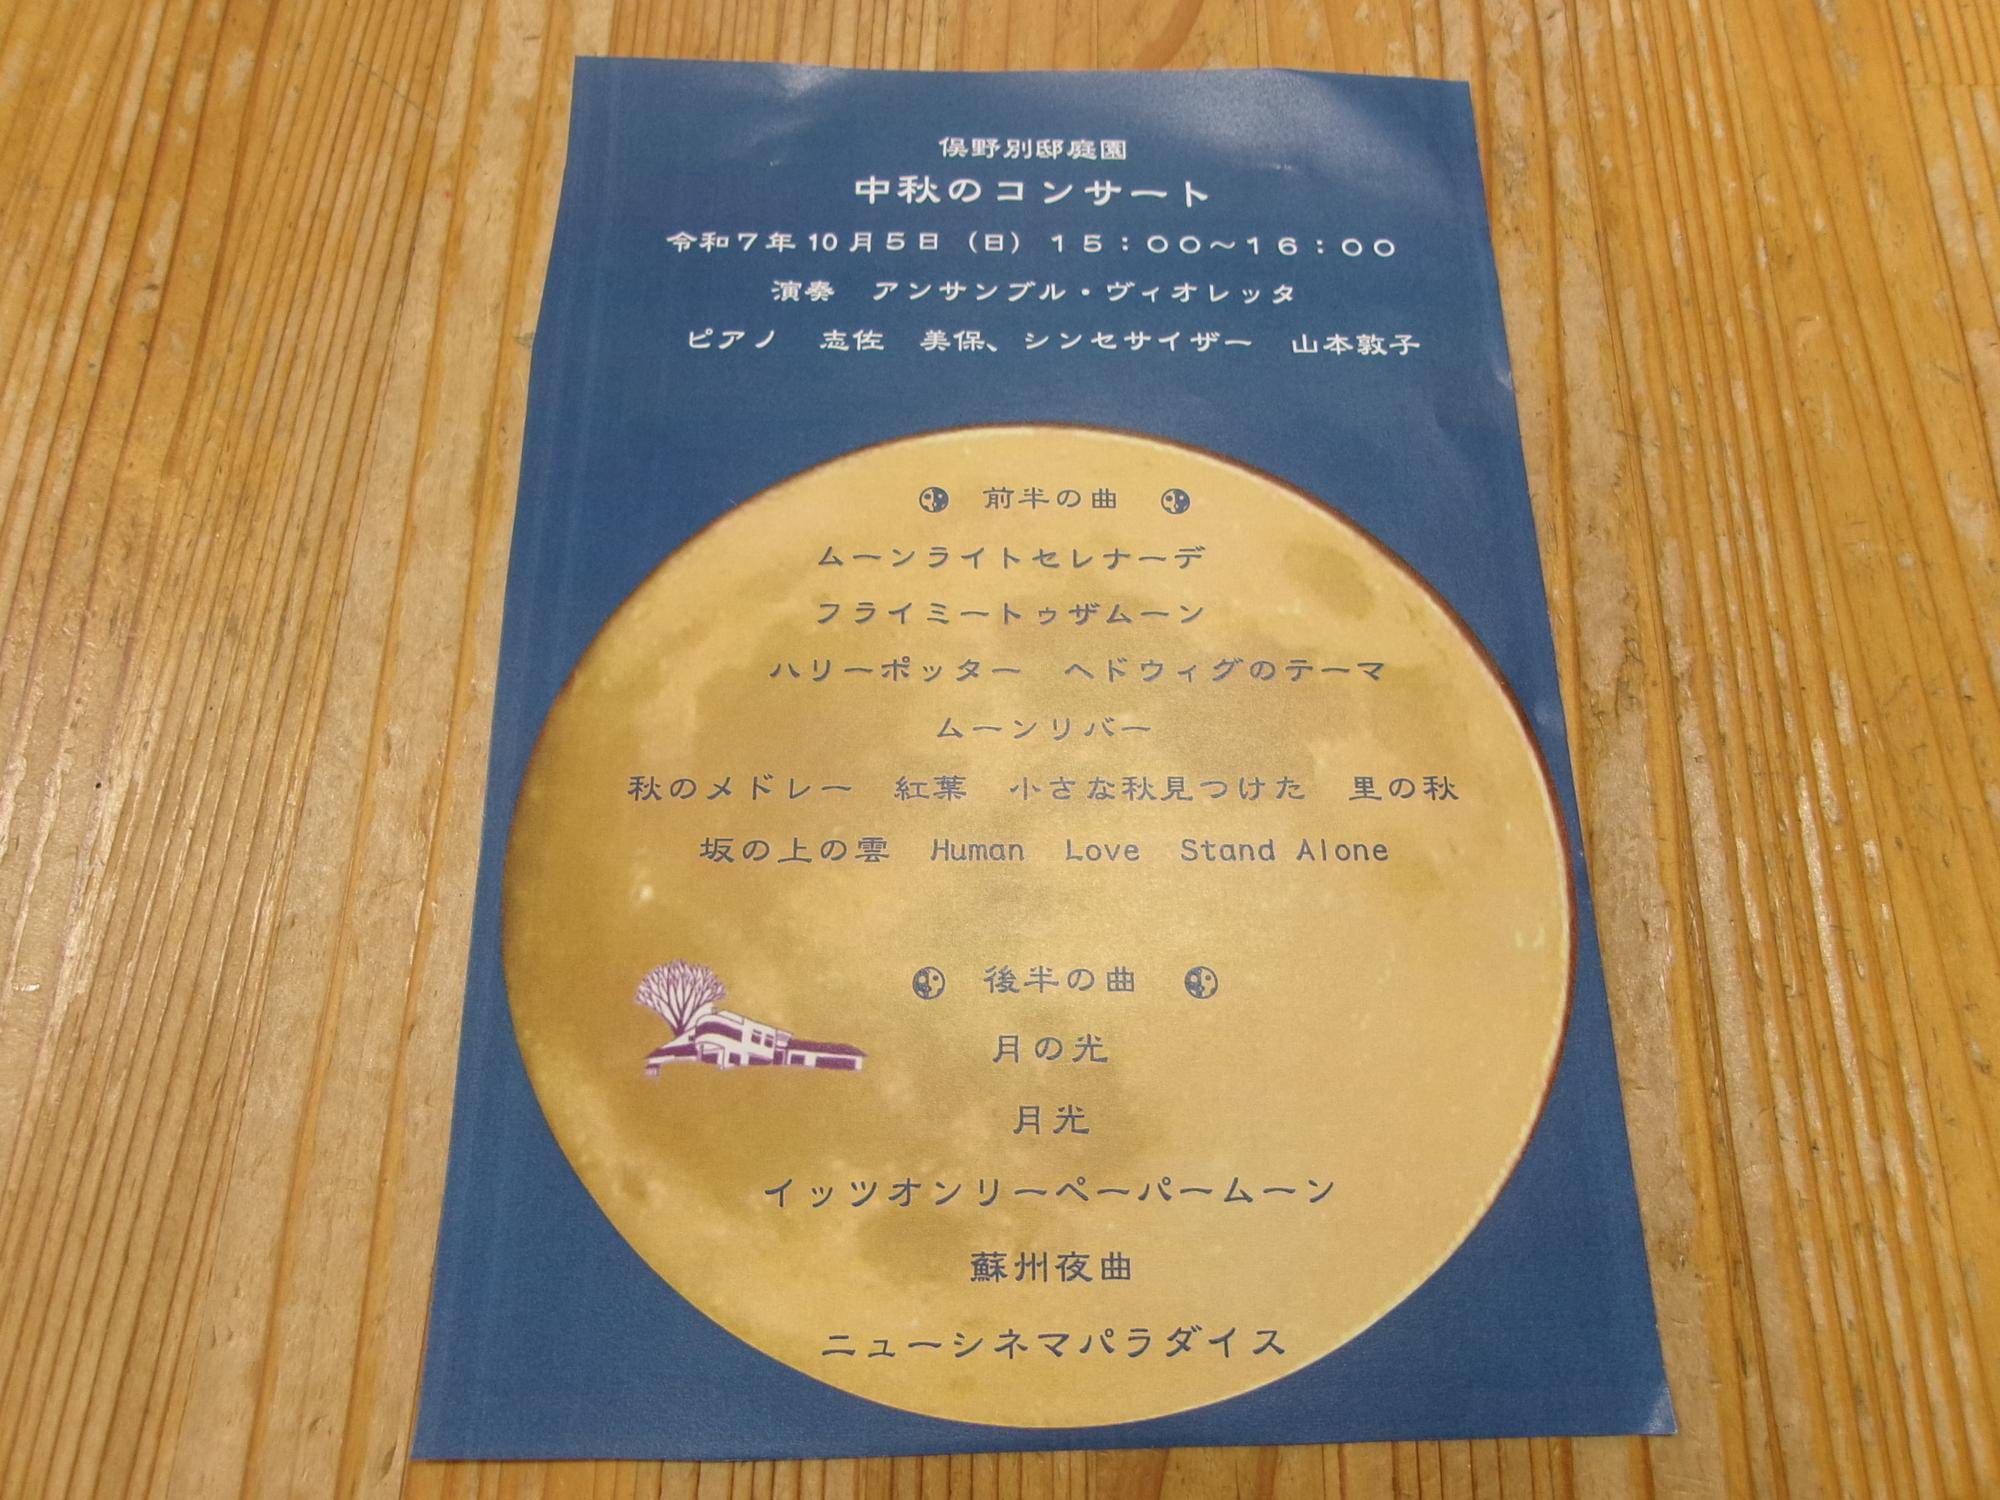 俣野別邸庭園
中秋のコンサート
令和7年10月5日（日）15：00～16：00
演奏　アンサンブル・ヴィオレッタ
ピアノ　志佐　美保、シンセサイザー　山本敦子
前半の曲
ムーンライトセレナーデ
フライミートゥザムーン
ハリーポッター　ヘドウィグのテーマ
ムーンリバー
秋のメドレー　紅葉　小さな秋見つけた　里の秋
坂の上の雲　Human　Love　Stand Alone
後半の曲
月の光
月光
イッツオンリーペーパームーン
蘇州夜曲
ニューシネマパラダイス